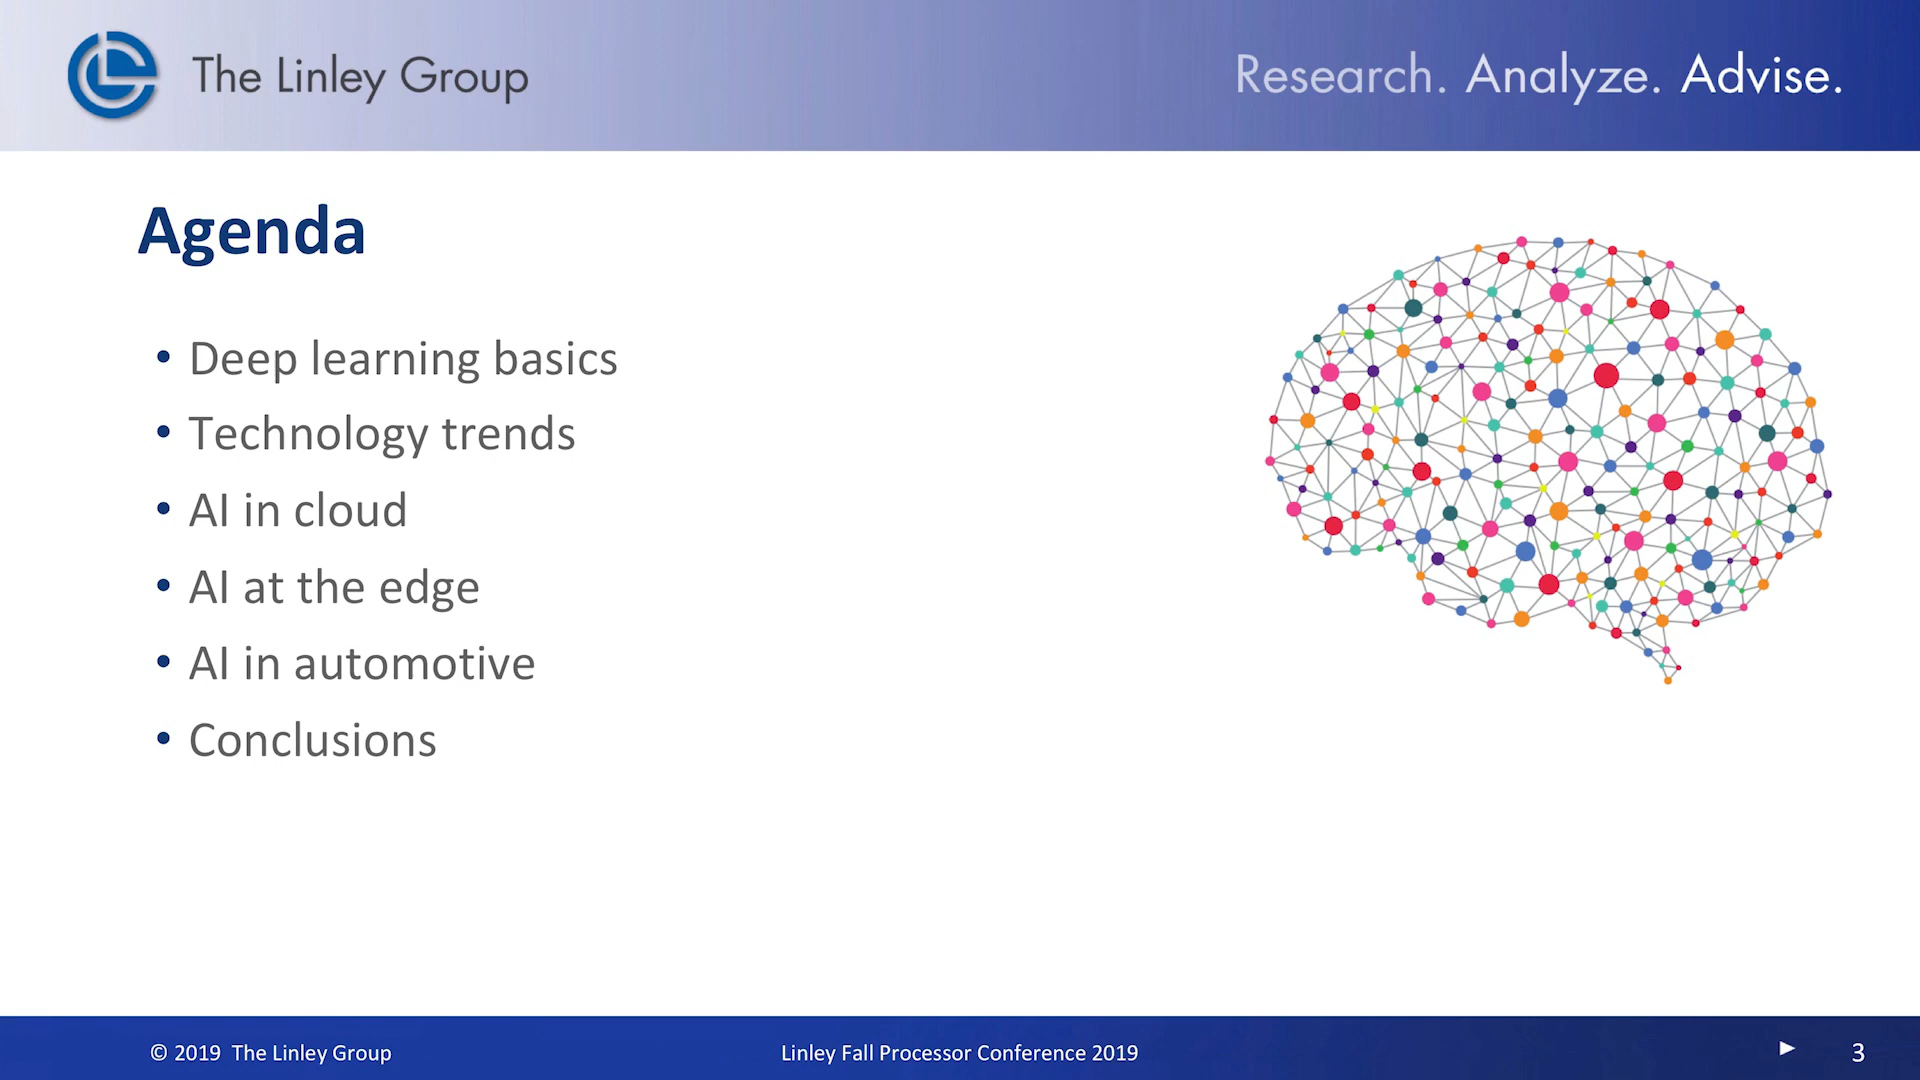 The Linley Group
Research. Analyze. Advise.
Agenda
• Deep learning basics
• Technology trends
• AI in cloud
• AI at the edge
• AI in automotive
• Conclusions
© 2019 The Linley Group
Linley Fall Processor Conference 2019
3